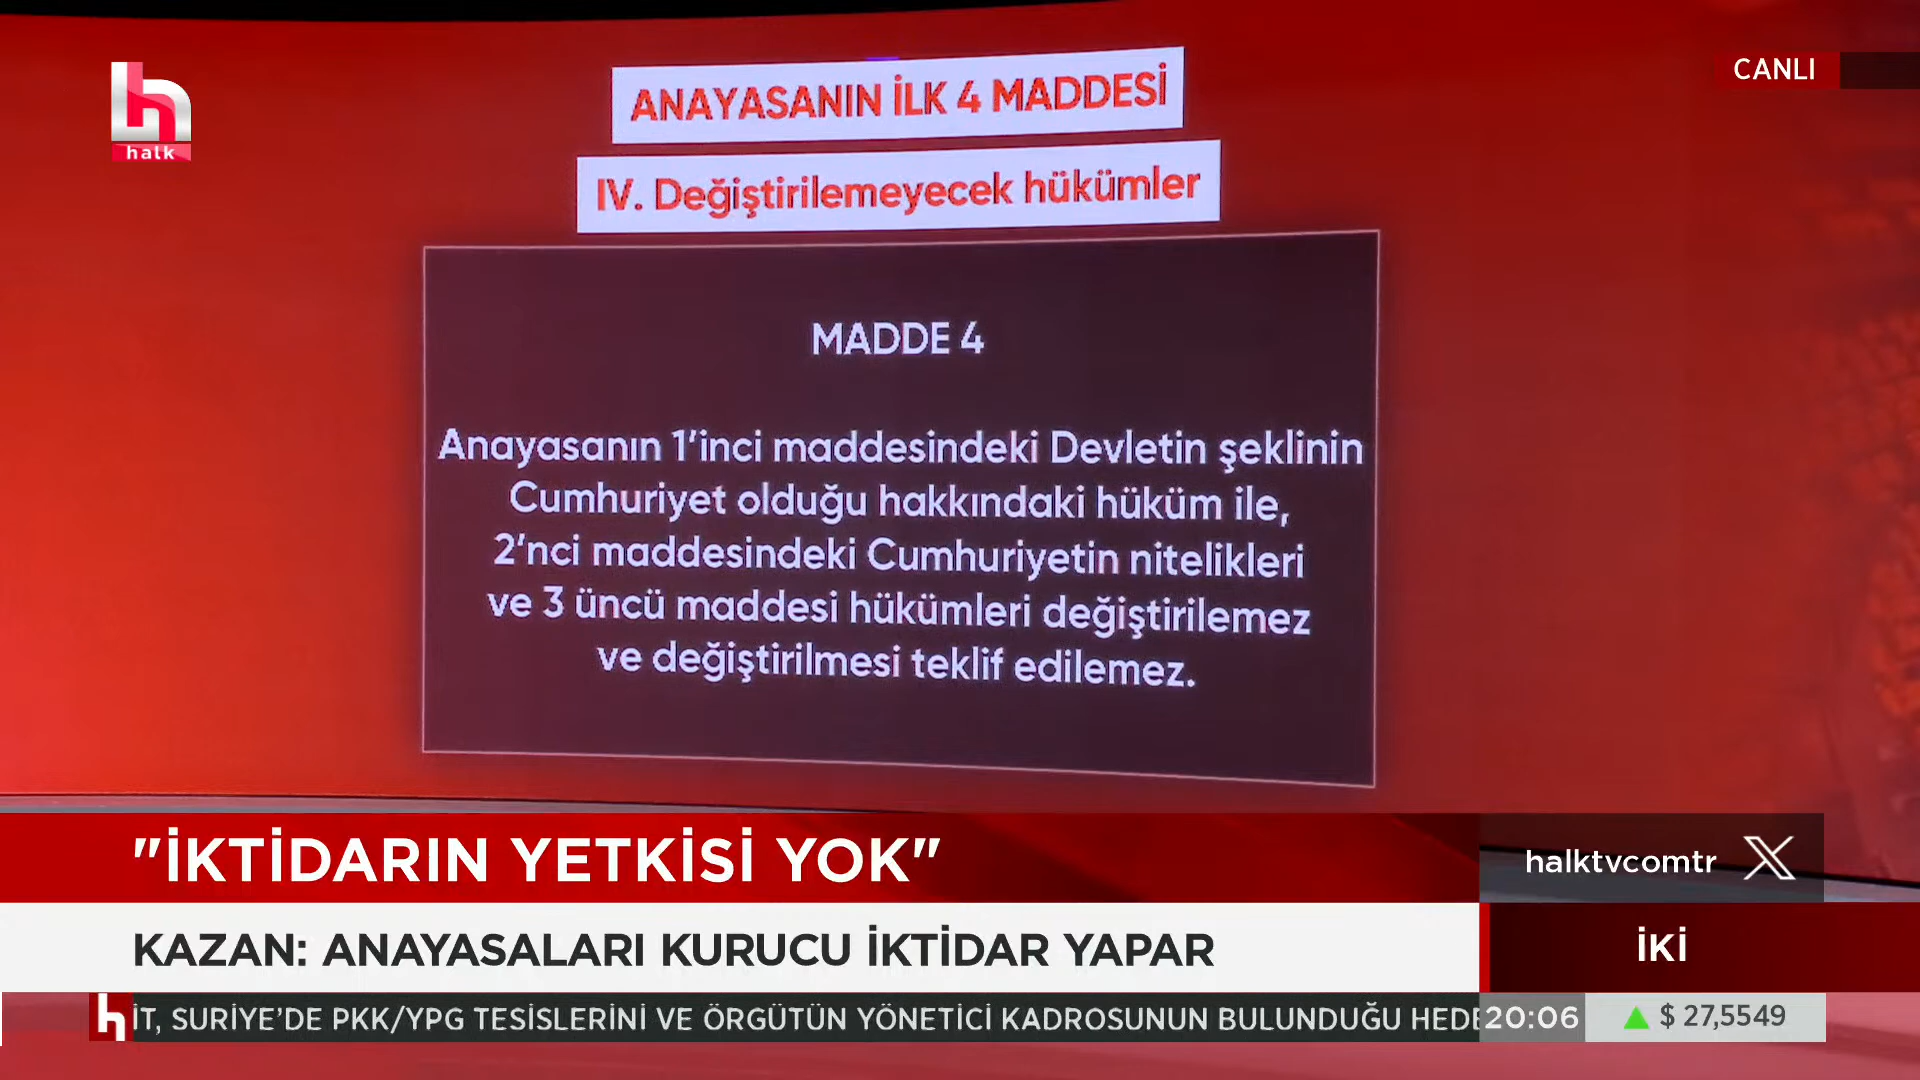 halk
CANLI
ANAYASANIN İLK 4 MADDESİ
IV. Değiştirilemeyecek hükümler
MADDE 4
Anayasanın 1'inci maddesindeki Devletin şeklinin
Cumhuriyet olduğu hakkındaki hüküm ile,
2'nci maddesindeki Cumhuriyetin nitelikleri
ve 3 üncü maddesi hükümleri değiştirilemez
ve değiştirilmesi teklif edilemez.
"İKTİDARIN YETKİSİ YOK"
halktvcomtr
KAZAN: ANAYASALARI KURUCU İKTİDAR YAPAR
İKİ
İT, SURİYE'DE PKK/YPG TESİSLERİNİ VE ÖRGÜTÜN YÖNETİCİ KADROSUNUN BULUNDUĞU HEDE
20:06
$ 27,5549